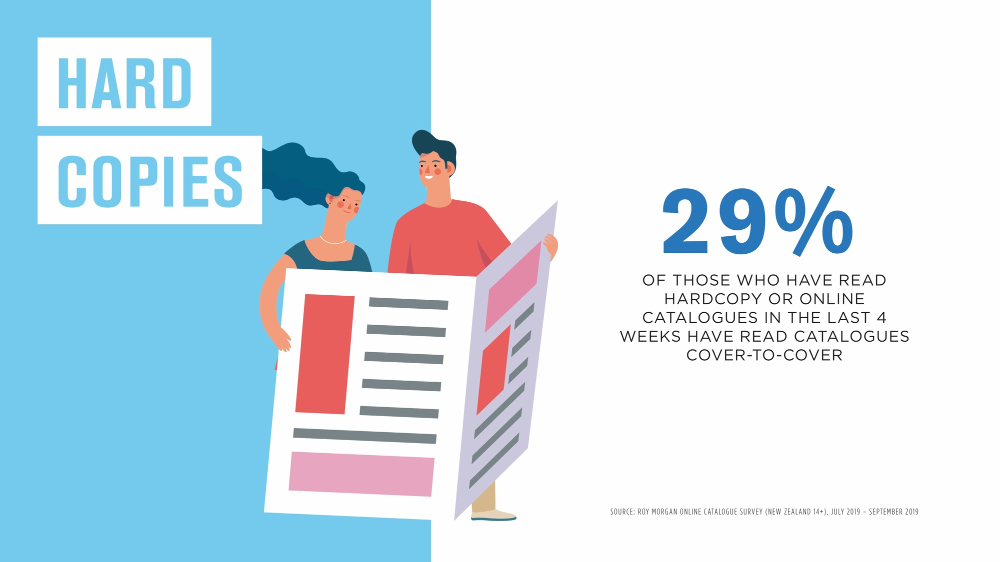 HARD
COPIES
29%
OF THOSE WHO HAVE READ
HARDCOPY OR ONLINE
CATALOGUES IN THE LAST 4
WEEKS HAVE READ CATALOGUES
COVER-TO-COVER
SOURCE: ROY MORGAN ONLINE CATALOGUE SURVEY (NEW ZEALAND 14+), JULY 2019 – SEPTEMBER 2019